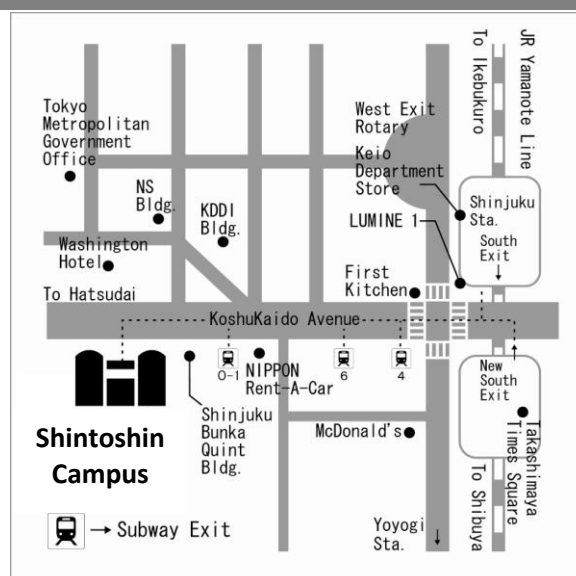 Tokyo
Metropolitan
Government
Office
NS
Bldg.
KDDI
Bldg.
Washington
Hotel
To Hatsudai
West Exit
Rotary
Keio
Department
Store
LUMINE 1
First
Kitchen
To Ikebukuro
JR Yamanote Line
Shinjuku
Sta.
South
Exit
KoshuKaido Avenue
O-1
6
4
NIPPON
Rent-A-Car
Shinjuku
Bunka
Quint
Bldg.
McDonald's
New
South
Exit
Takashimaya
Times Square
To Shibuya
Yoyogi
Sta.
Shintoshin
Campus
→ Subway Exit